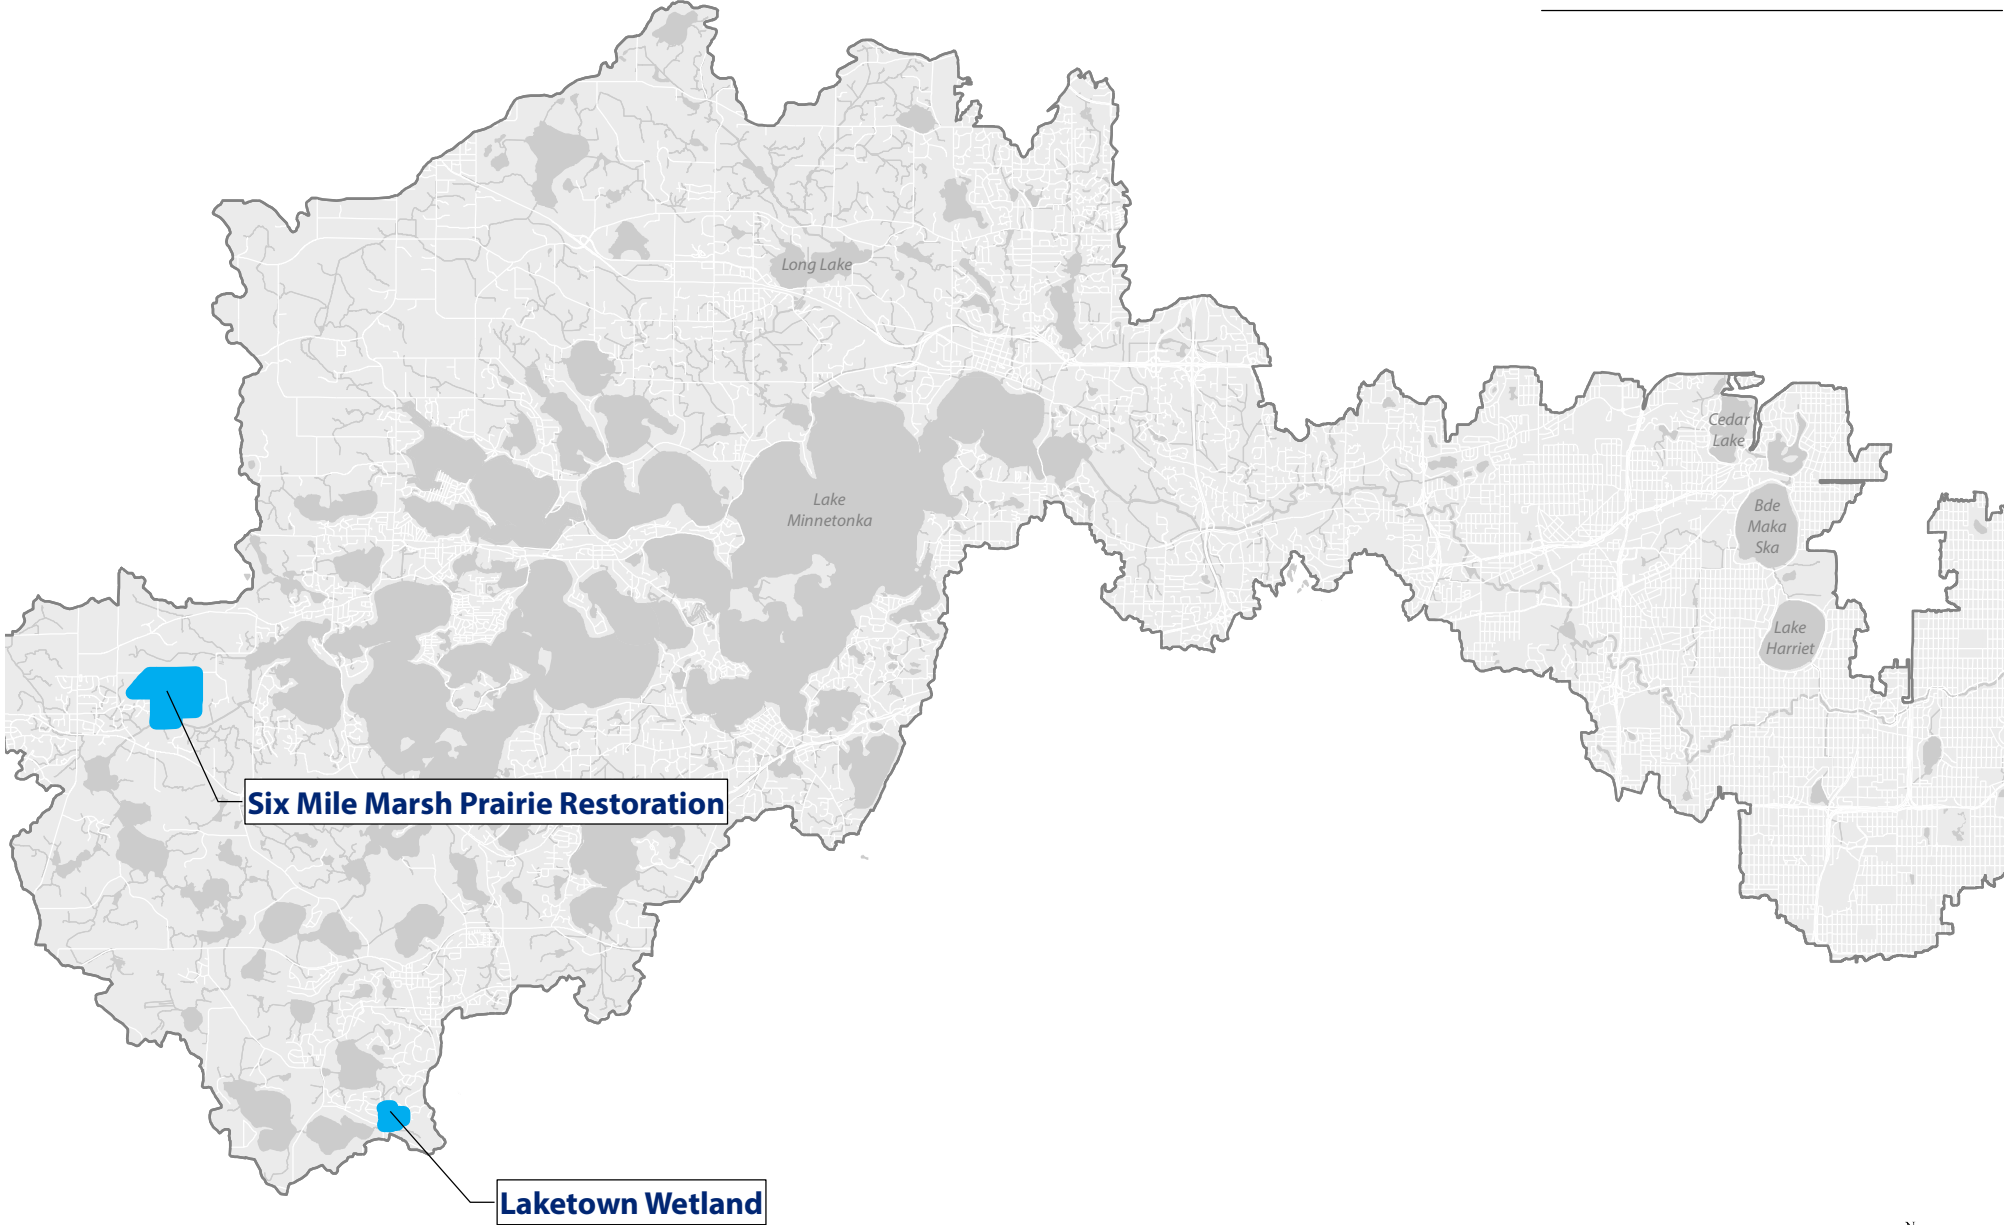 Long Lake
Cedar
Lake
Lake
Minnetonka
Bde
Maka
Ska
Lake
Harriet
Six Mile Marsh Prairie Restoration
Laketown Wetland
N